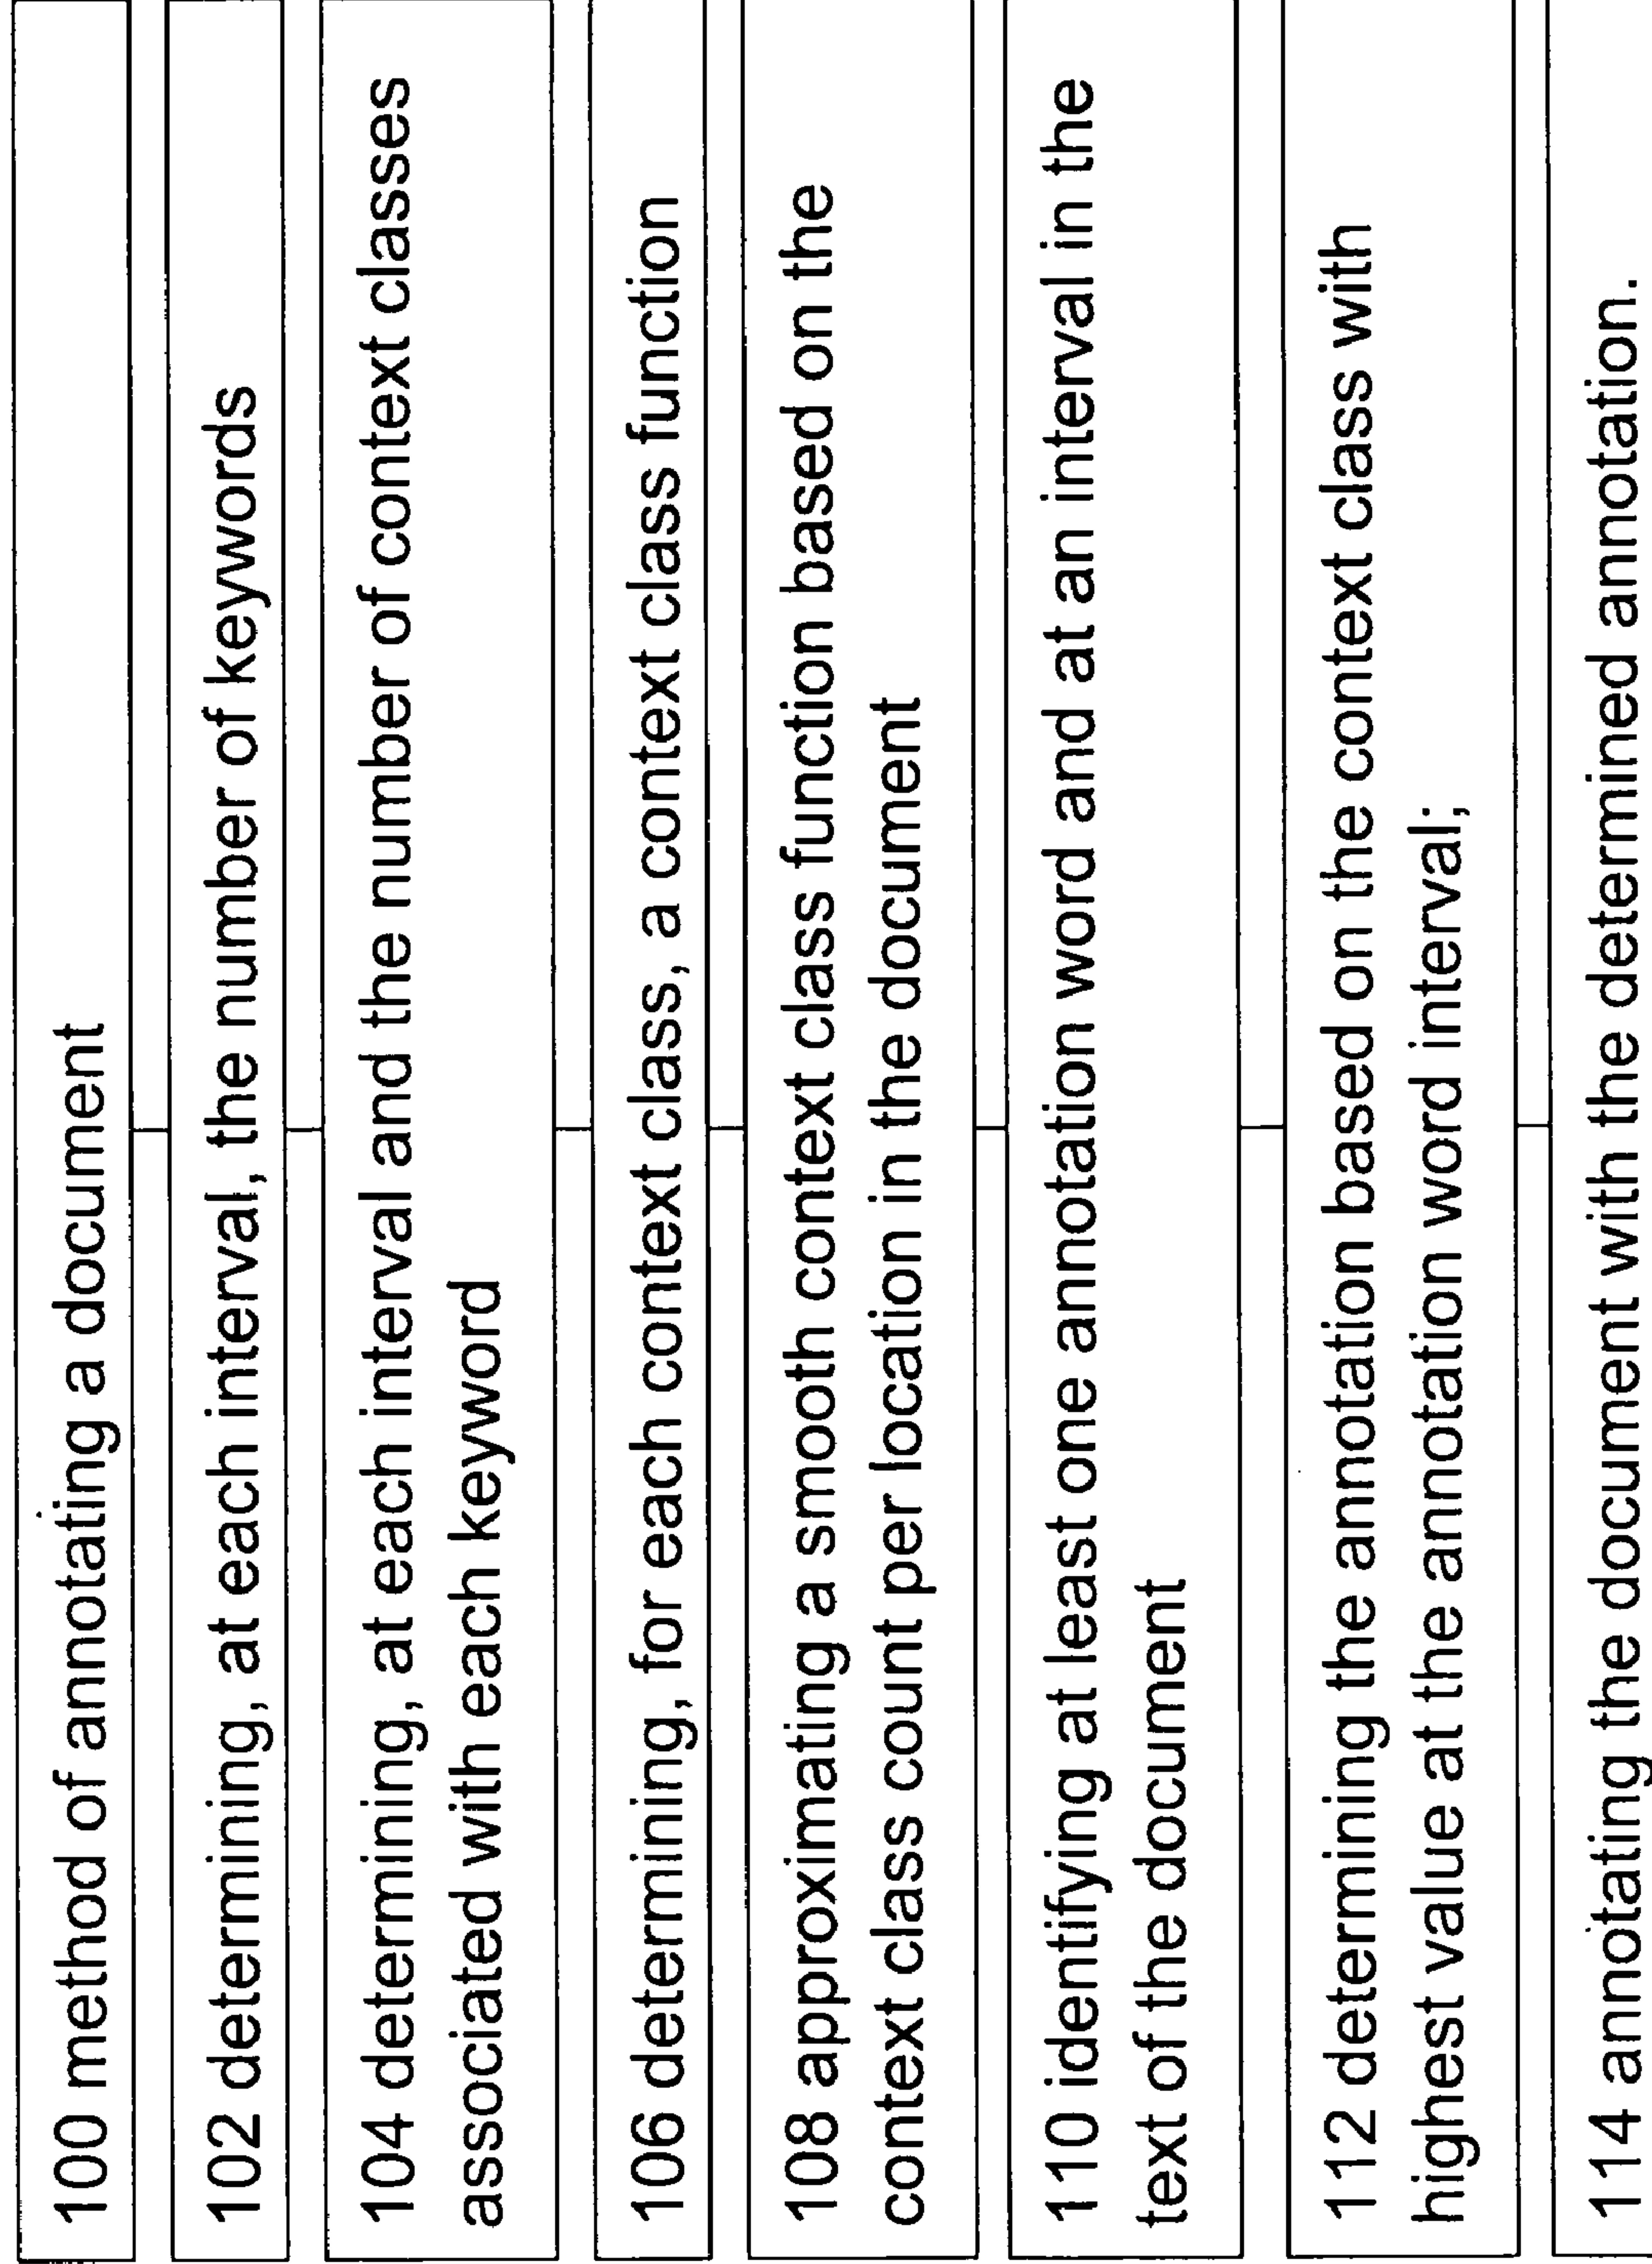 100 method of annotating a document
102 determining, at each interval, the number of keywords
104 determining, at each interval and the number of context classes
associated with each keyword
106 determining, for each context class, a context class function
108 approximating a smooth context class function based on the
context class count per location in the document
110 identifying at least one annotation word and at an interval in the
text of the document
112 determining the annotation based on the context class with
highest value at the annotation word interval;
114 annotating the document with the determined annotation.